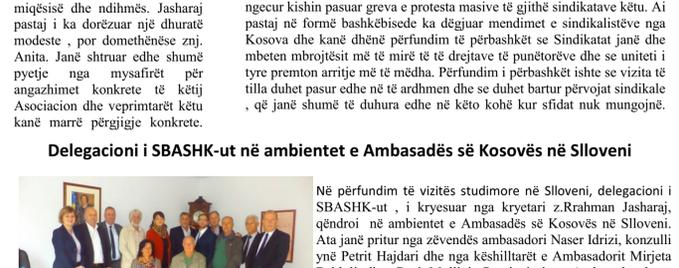 miqësisë dhe ndihmës. Jasharaj
pastaj i ka dorëzuar një dhuratë
modeste , por domethënëse znj.
Anita. Janë shtruar edhe shumë
pyetje nga mysafirët për
angazhimet konkrete të këtij
Asociacion dhe veprimtarët këtu
kanë marrë përgjigje konkrete.
ngecur kishin pasuar greva e protesta masive të gjithë sindikatave këtu. Ai
pastaj në formë bashkëbisede ka dëgjuar mendimet e sindikalistëve nga
Kosova dhe kanë dhënë përfundim të përbashkët se Sindikatat janë dhe
mbeten mbrojtësit më të mirë të të drejtave të punëtorëve dhe se uniteti i
tyre premton arritje më të mëdha. Përfundim i përbashkët ishte se vizita të
tilla duhet pasur edhe në të ardhmen dhe se duhet bartur përvojat sindikale
, që janë shumë të duhura edhe në këto kohë kur sfidat nuk mungojnë.
Delegacioni i SBASHK-ut në ambientet e Ambasadës së Kosovës në Slloveni
Në përfundim të vizitës studimore në Slloveni, delegacioni i
SBASHK-ut , i kryesuar nga kryetari z.Rrahman Jasharaj,
qëndroi në ambientet e Ambasadës së Kosovës në Slloveni.
Ata janë pritur nga zëvendës ambasadori Naser Idrizi, konzulli
ynë Petrit Hajdari dhe nga këshilltarët e Ambasadorit Mirjeta